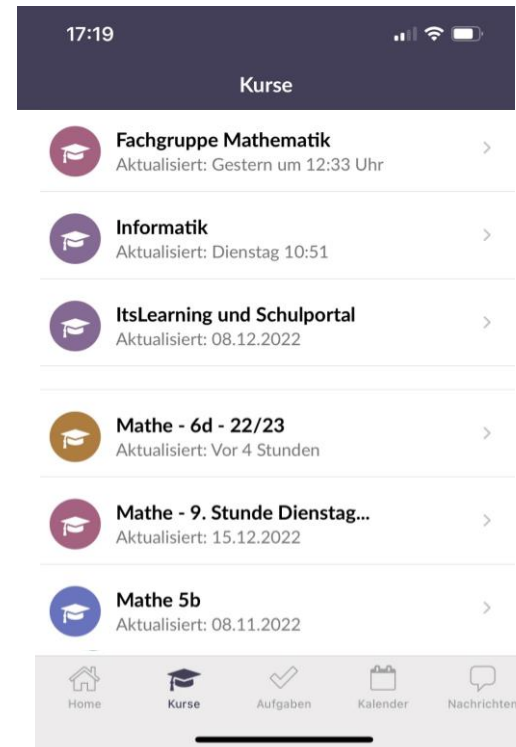 17:19
Kurse
Fachgruppe Mathematik
Aktualisiert: Gestern um 12:33 Uhr
Informatik
Aktualisiert: Dienstag 10:51
ItsLearning und Schulportal
Aktualisiert: 08.12.2022
Mathe - 6d - 22/23
Aktualisiert: Vor 4 Stunden
Mathe - 9. Stunde Dienstag...
Aktualisiert: 15.12.2022
Mathe 5b
Aktualisiert: 08.11.2022
Home Kurse Aufgaben Kalender Nachrichten